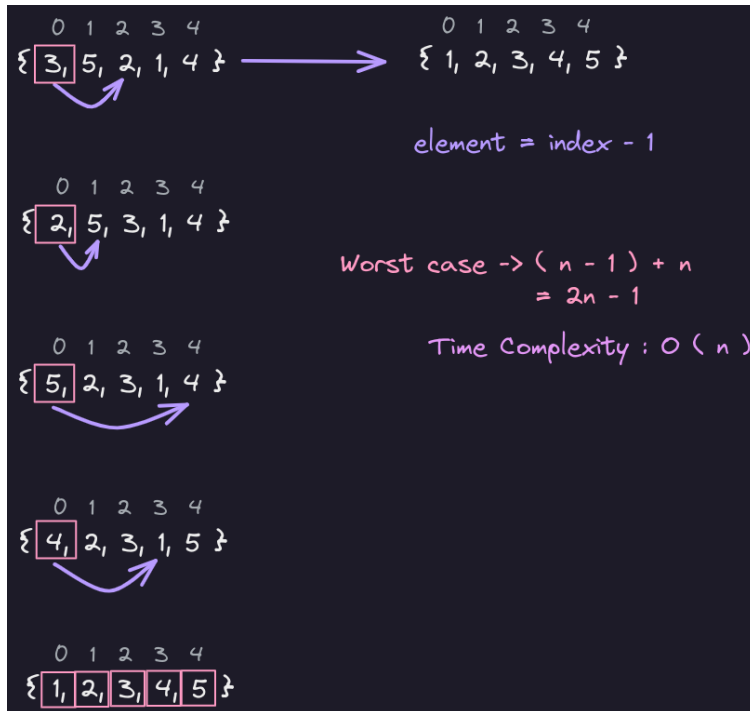 0 1 2 3 4
{ 3, 5, 2, 1, 4 }
0 1 2 3 4
{ 1, 2, 3, 4, 5 }
element = index - 1
0 1 2 3 4
{ 2, 5, 3, 1, 4 }
Worst case -> ( n - 1 ) + n
= 2n - 1
Time Complexity : O ( n )
0 1 2 3 4
{ 5, 2, 3, 1, 4 }
0 1 2 3 4
{ 4, 2, 3, 1, 5 }
0 1 2 3 4
{ 1, 2, 3, 4, 5 }